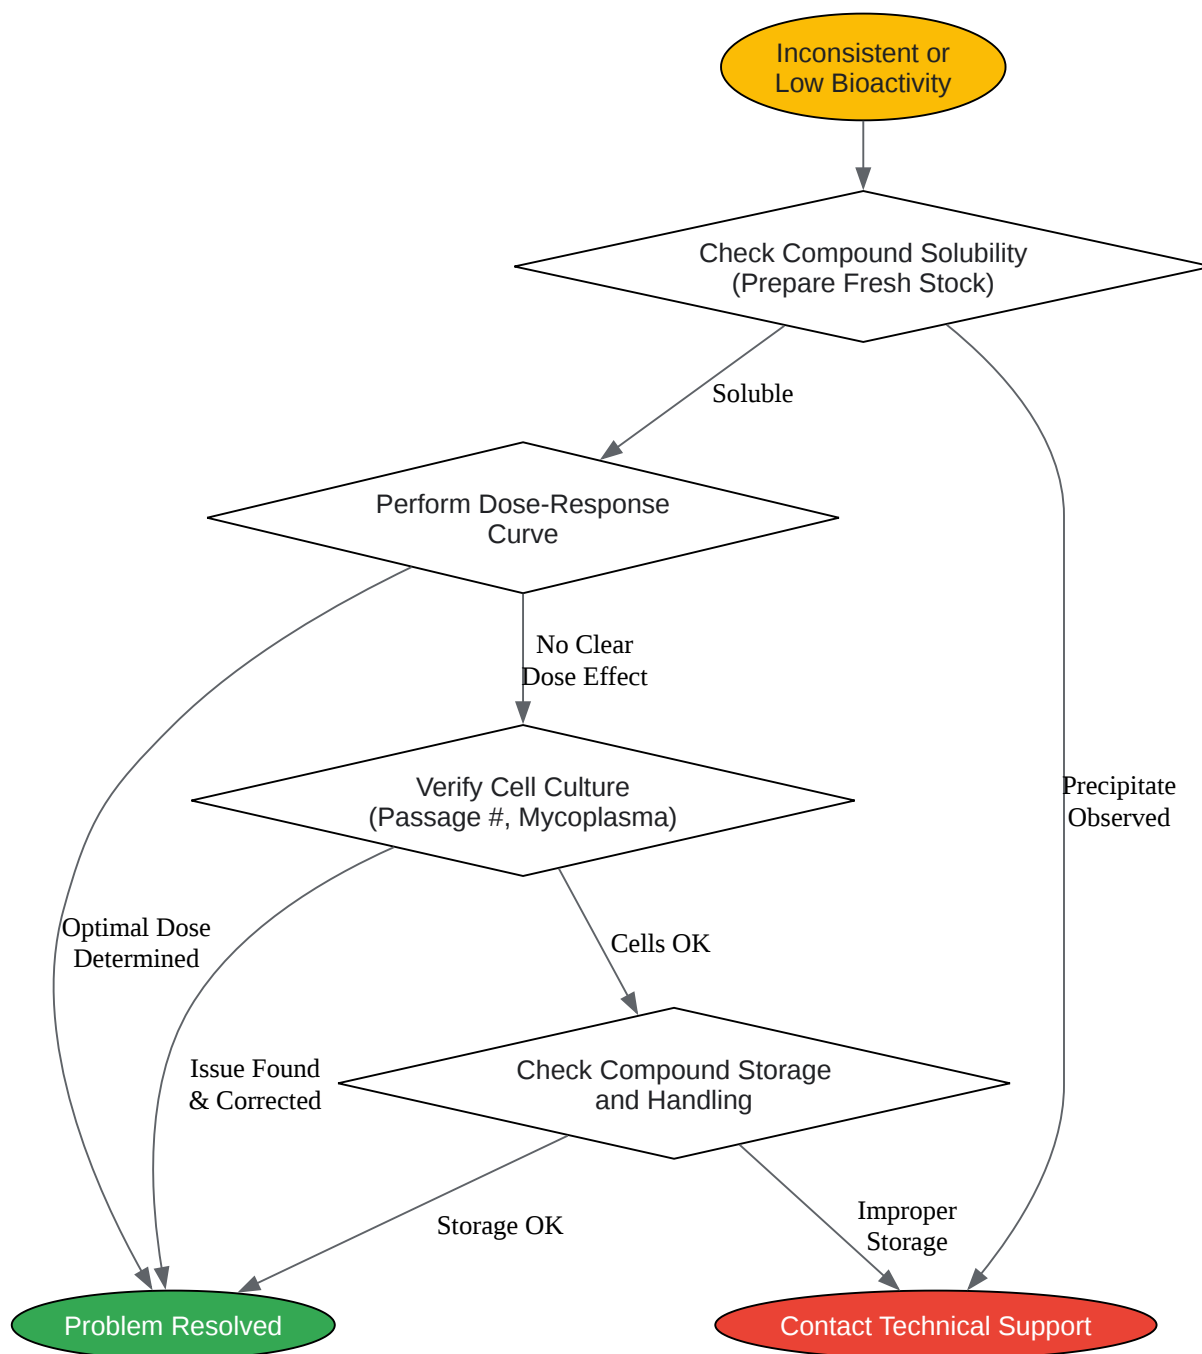 Inconsistent or
Low Bioactivity
Check Compound Solubility
(Prepare Fresh Stock)
Soluble
Perform Dose-Response
Curve
No Clear
Dose Effect
Verify Cell Culture
(Passage #, Mycoplasma)
Precipitate
Observed
Optimal Dose
Determined
Cells OK
Issue Found
& Corrected
Check Compound Storage
and Handling
Storage OK
Improper
Storage
Problem Resolved
Contact Technical Support